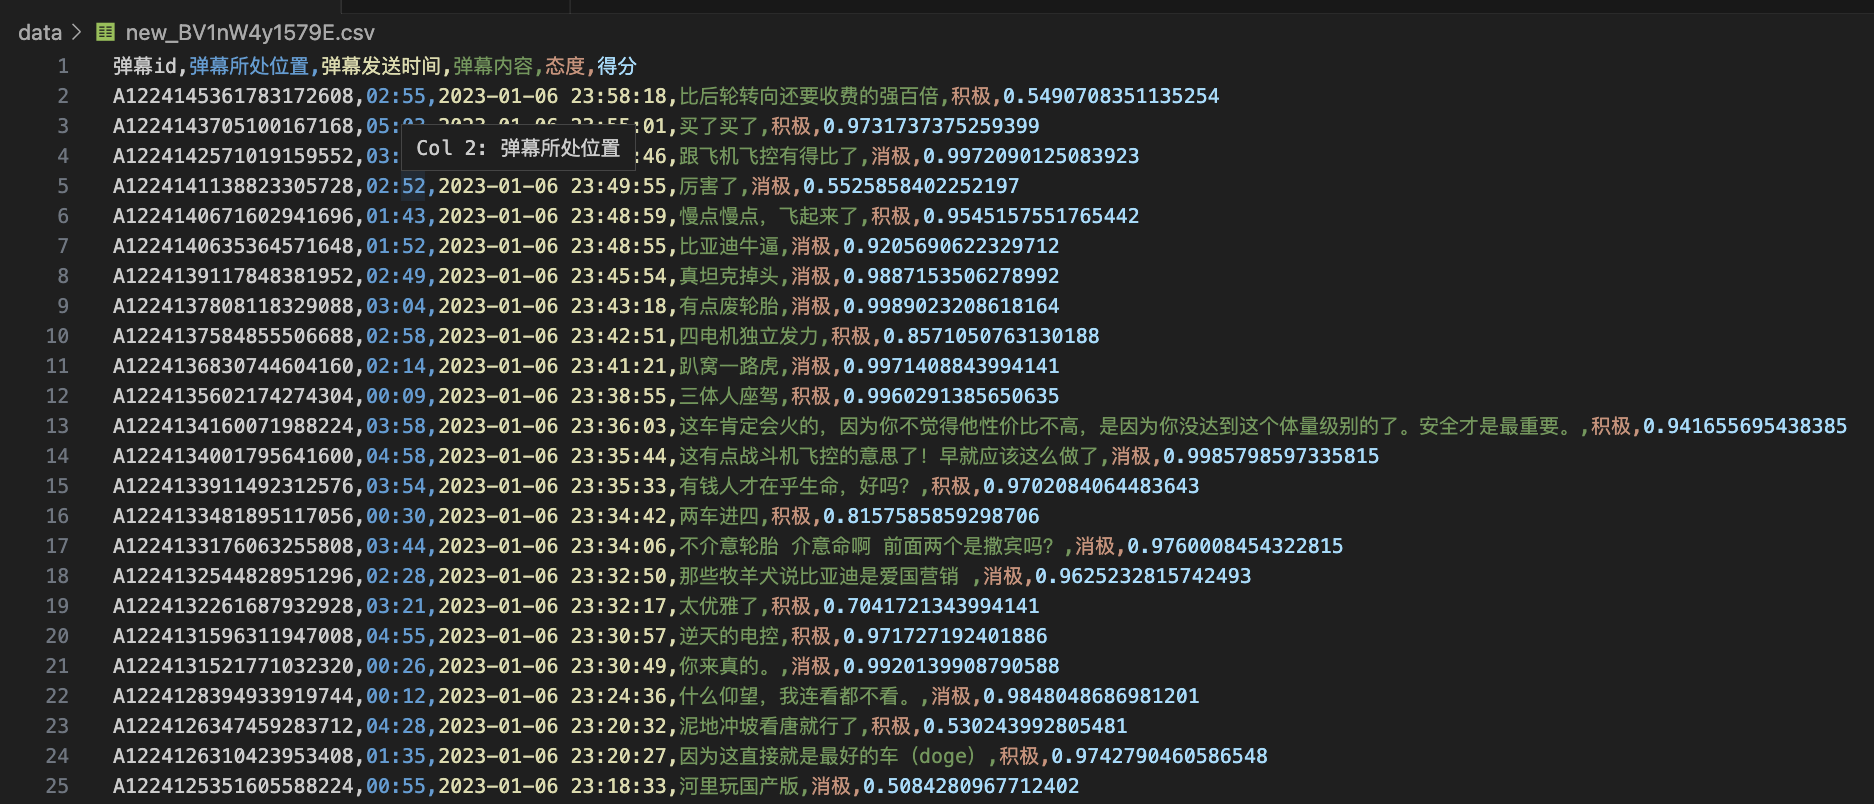 data > new_BV1nW4y1579E.csv
1 弹幕id,弹幕所处位置,弹幕发送时间,弹幕内容,态度,得分
2 A1224145361783172608,02:55,2023-01-06 23:58:18,比后轮转向还要收费的强百倍,积极,0.5490708351135254
3 A1224143705100167168,05: :01,买了买了,积极,0.9731737375259399
Col 2: 弹幕所处位置
4 A1224142571019159552,03: :46,跟飞机飞控有得比了,消极,0.9972090125083923
5 A1224141138823305728,02:52,2023-01-06 23:49:55,厉害了,消极,0.5525858402252197
6 A1224140671602941696,01:43,2023-01-06 23:48:59,慢点慢点，飞起来了,积极,0.9545157551765442
7 A1224140635364571648,01:52,2023-01-06 23:48:55,比亚迪牛逼,消极,0.9205690622329712
8 A1224139117848381952,02:49,2023-01-06 23:45:54,真坦克掉头,消极,0.9887153506278992
9 A1224137808118329088,03:04,2023-01-06 23:43:18,有点废轮胎,消极,0.9989023208618164
10 A1224137584855506688,02:58,2023-01-06 23:42:51,四电机独立发力,积极,0.8571050763130188
11 A1224136830744604160,02:14,2023-01-06 23:41:21,趴窝一路虎,消极,0.9971408843994141
12 A1224135602174274304,00:09,2023-01-06 23:38:55,三体人座驾,积极,0.9960291385650635
13 A1224134160071988224,03:58,2023-01-06 23:36:03,这车肯定会火的，因为你不觉得他性价比不高，是因为你没达到这个体量级别的了。安全才是最重要。,积极,0.941655695438385
14 A1224134001795641600,04:58,2023-01-06 23:35:44,这有点战斗机飞控的意思了！早就应该这么做了,消极,0.9985798597335815
15 A1224133911492312576,03:54,2023-01-06 23:35:33,有钱人才在乎生命，好吗？,积极,0.9702084064483643
16 A1224133481895117056,00:30,2023-01-06 23:34:42,两车进四,积极,0.8157585859298706
17 A1224133176063255808,03:44,2023-01-06 23:34:06,不介意轮胎 介意命啊 前面两个是撒宾吗？,消极,0.9760008454322815
18 A1224132544828951296,02:28,2023-01-06 23:32:50,那些牧羊犬说比亚迪是爱国营销 ,消极,0.9625232815742493
19 A1224132261687932928,03:21,2023-01-06 23:32:17,太优雅了,积极,0.7041721343994141
20 A1224131596311947008,04:55,2023-01-06 23:30:57,逆天的电控,积极,0.971727192401886
21 A1224131521771032320,00:26,2023-01-06 23:30:49,你来真的。,消极,0.9920139908790588
22 A1224128394933919744,00:12,2023-01-06 23:24:36,什么仰望，我连看都不看。,消极,0.9848048686981201
23 A1224126347459283712,04:28,2023-01-06 23:20:32,泥地冲坡看唐就行了,积极,0.530243992805481
24 A1224126310423953408,01:35,2023-01-06 23:20:27,因为这直接就是最好的车（doge）,积极,0.9742790460586548
25 A1224125351605588224,00:55,2023-01-06 23:18:33,河里玩国产版,消极,0.5084280967712402